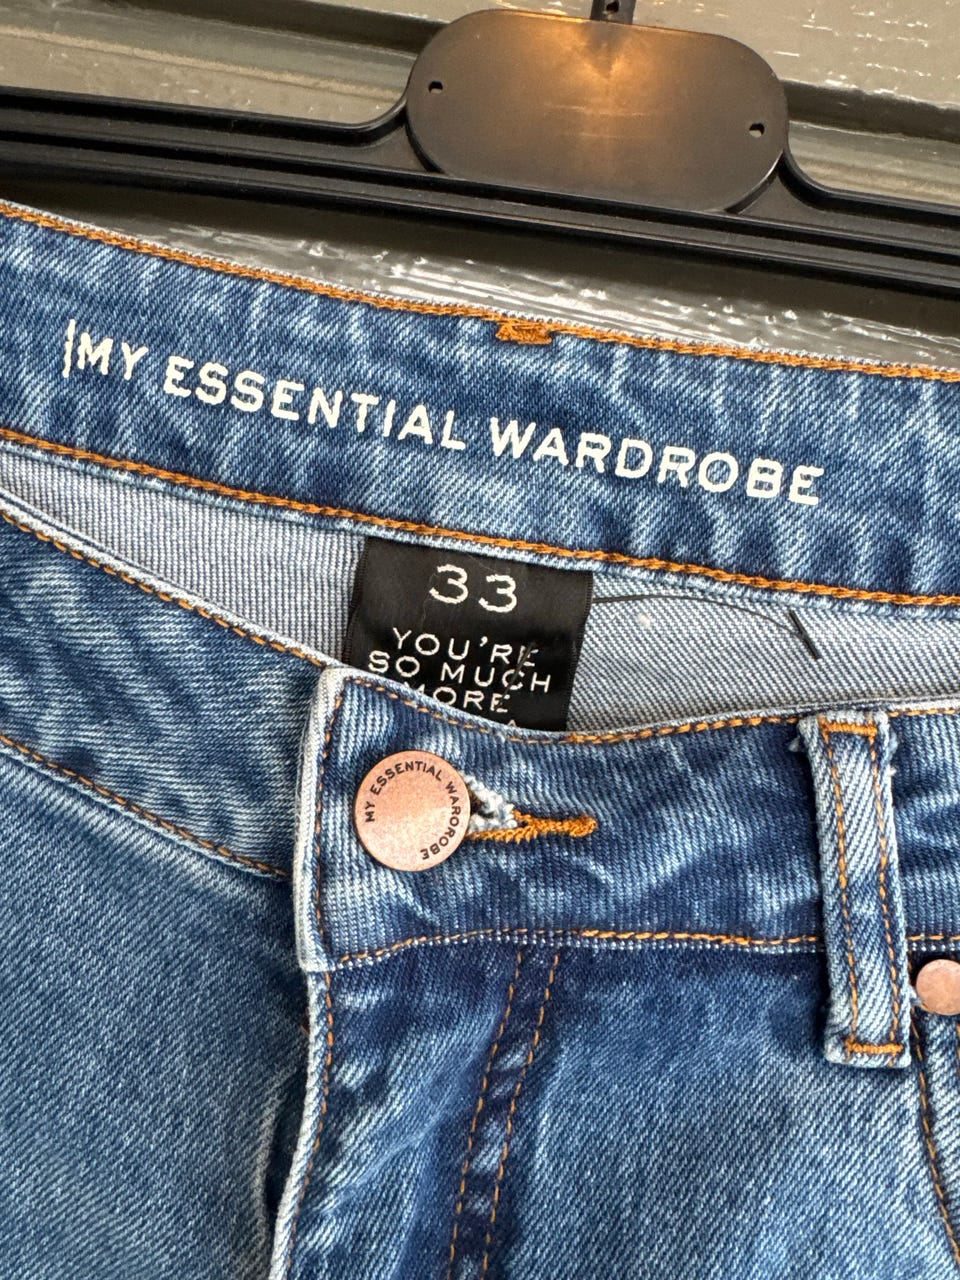 MY ESSENTIAL WARDROBE
33
YOU'RE
SO MUCH
MORE
MY ESSENTIAL WARDROBE